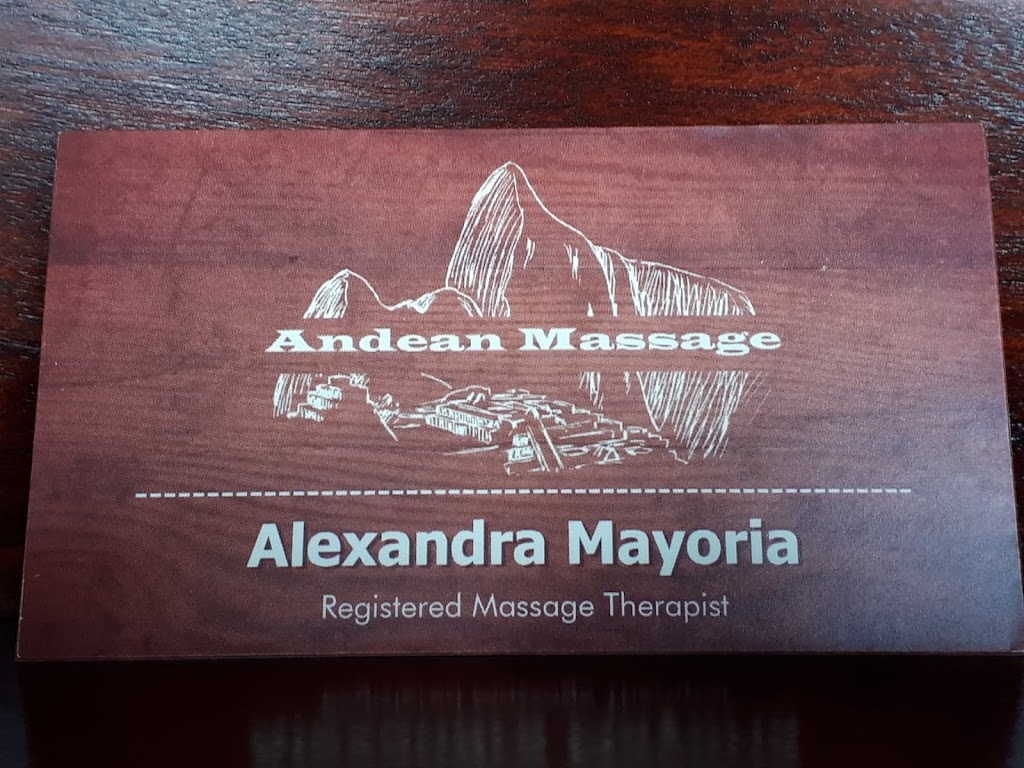 Andean Massage
Alexandra Mayoria
Registered Massage Therapist